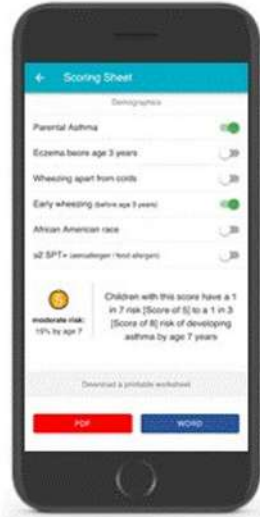 Scoring Sheet
Demographics
Parental Asthma
Eczema before age 3 years
Wheezing apart from colds
Early wheezing (before age 3 years)
African American race
≥2 SPT+ (aeroallergen / food allergen)
5
moderate risk:
15% by age 7
Children with this score have a 1
in 7 risk [Score of 5] to a 1 in 3
[Score of 8] risk of developing
asthma by age 7 years
Download a printable worksheet
PDF
WORD